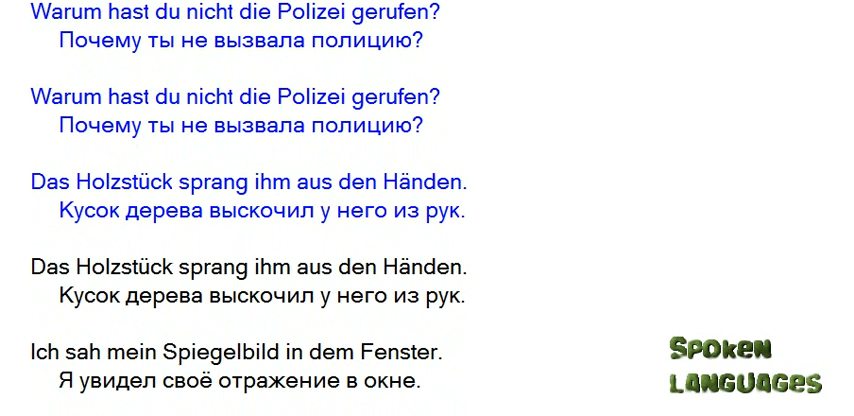 Warum hast du nicht die Polizei gerufen?
Почему ты не вызвала полицию?
Warum hast du nicht die Polizei gerufen?
Почему ты не вызвала полицию?
Das Holzstück sprang ihm aus den Händen.
Кусок дерева выскочил у него из рук.
Das Holzstück sprang ihm aus den Händen.
Кусок дерева выскочил у него из рук.
Ich sah mein Spiegelbild in dem Fenster.
Я увидел своё отражение в окне.
Spoken
Languages